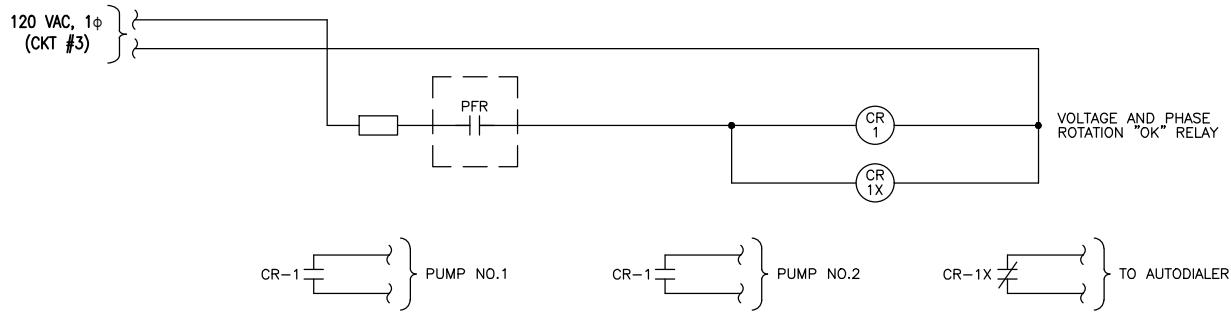 120 VAC, 1ϕ
(CKT #3)
PFR
CR
1
VOLTAGE AND PHASE
ROTATION "OK" RELAY
CR
1X
CR-1
PUMP NO.1
CR-1
PUMP NO.2
CR-1X
TO AUTODIALER